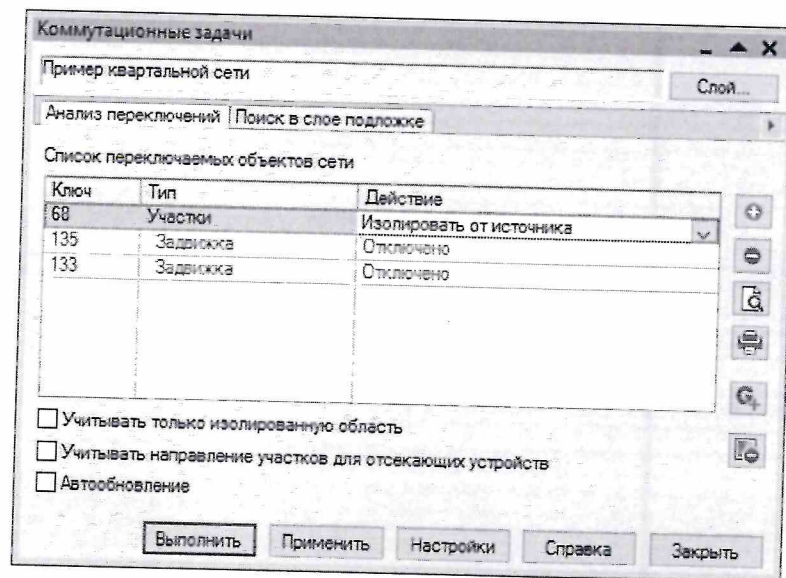 Коммутационные задачи
Пример квартальной сети
Слой...
Анализ переключений Поиск в слое подложке
Список переключаемых объектов сети
Ключ Тип Действие
68 Участки Изолировать от источника
135 Задвижка Отключено
133 Задвижка Отключено
Учитывать только изолированную область
Учитывать направление участков для отсекающих устройств
Автообновление
Выполнить Применить Настройки Справка Закрыть